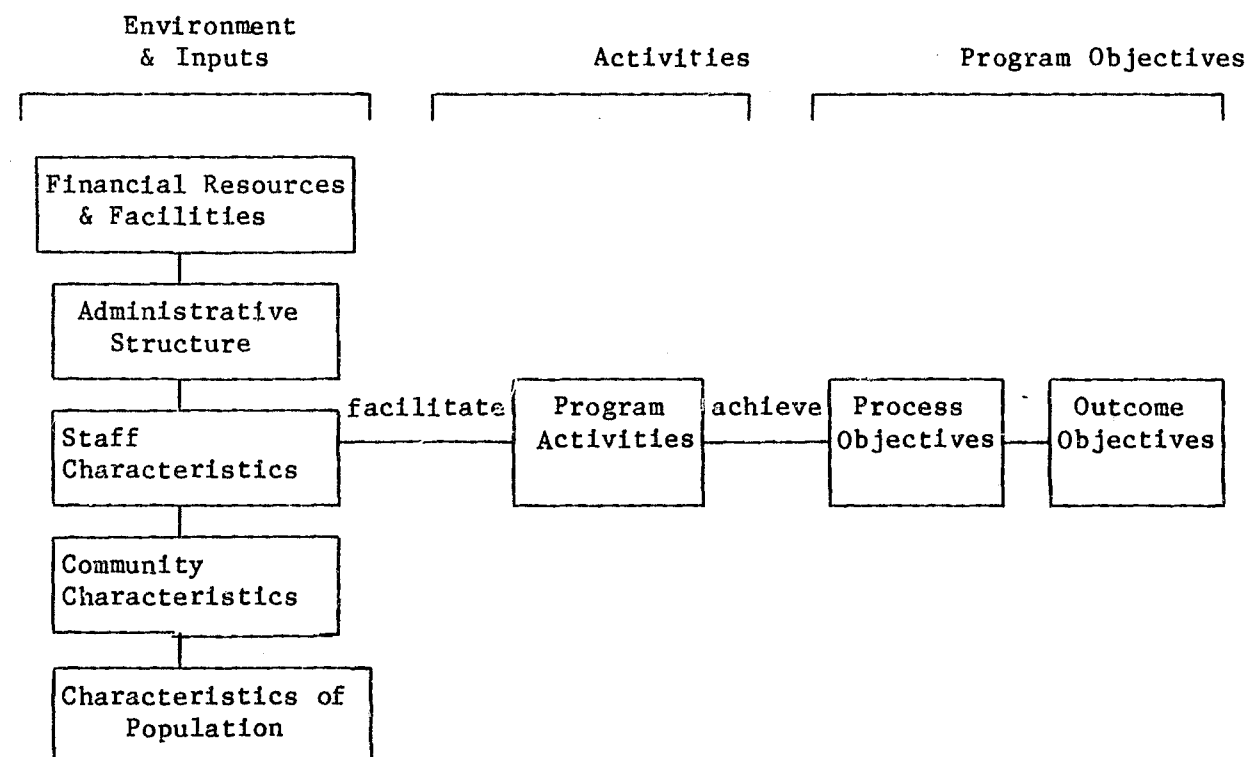 Environment
& Inputs
Activities
Program Objectives
Financial Resources
& Facilities
Administrative
Structure
Staff
Characteristics
facilitate
Program
Activities
achieve
Process
Objectives
Outcome
Objectives
Community
Characteristics
Characteristics of
Population